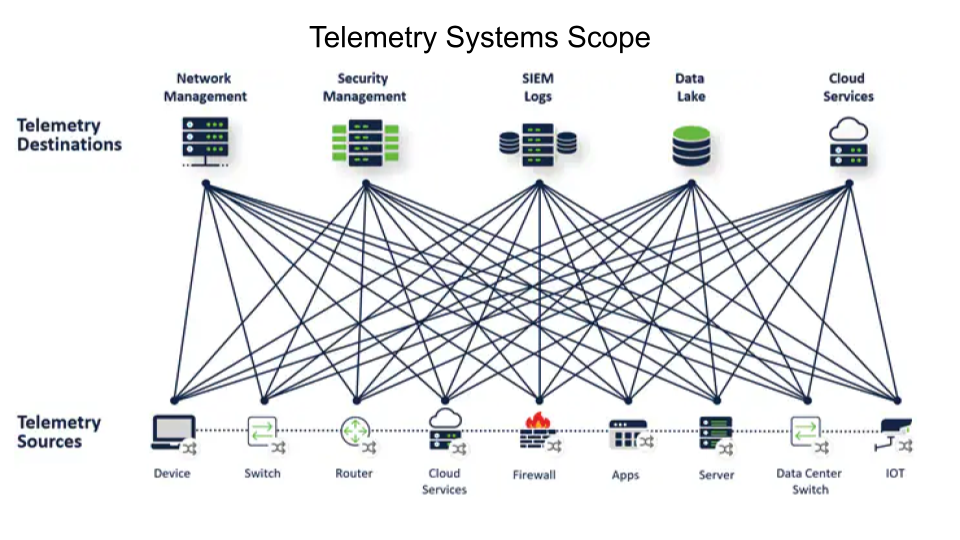 Telemetry Systems Scope
Network
Management
Security
Management
SIEM
Logs
Data
Lake
Cloud
Services
Telemetry
Destinations
Telemetry
Sources
Device
Switch
Router
Cloud
Services
Firewall
Apps
Server
Data Center
Switch
IOT